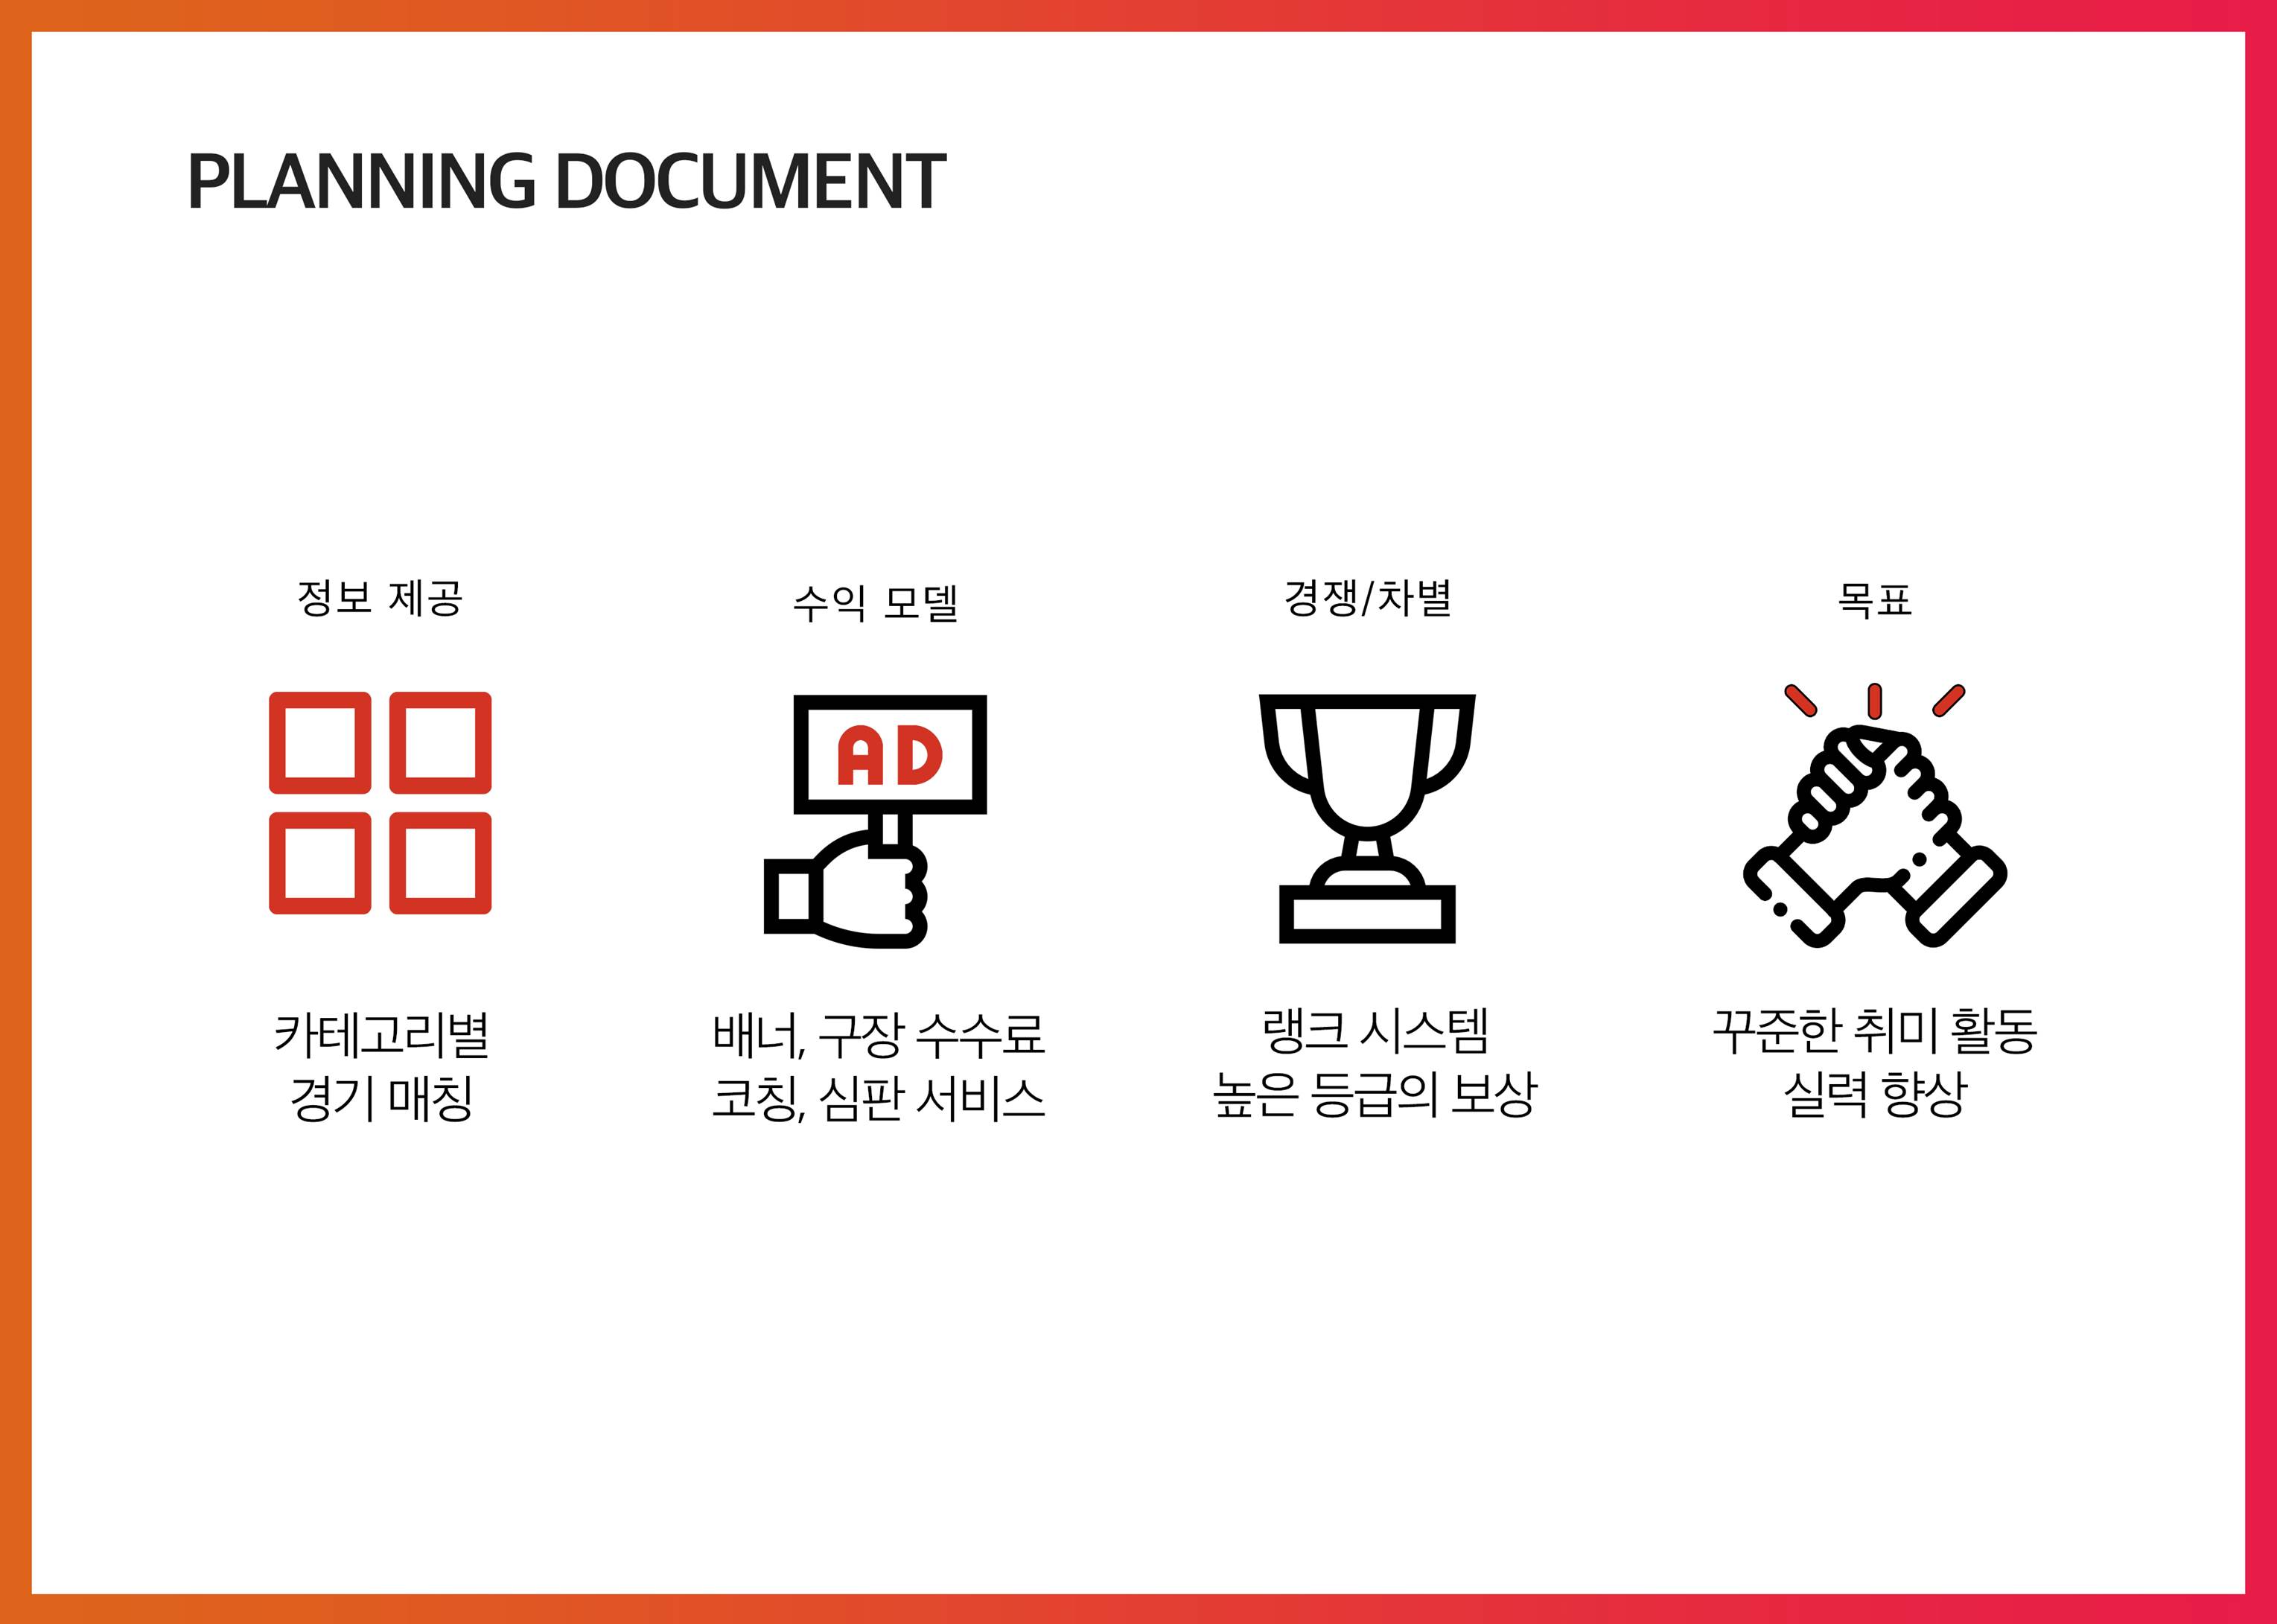 PLANNING DOCUMENT
정보 제공
수익 모델
경쟁/차별
목표
AD
카테고리별
경기 매칭
배너, 구장 수수료
코칭, 심판 서비스
랭크 시스템
높은 등급의 보상
꾸준한 취미 활동
실력 향상